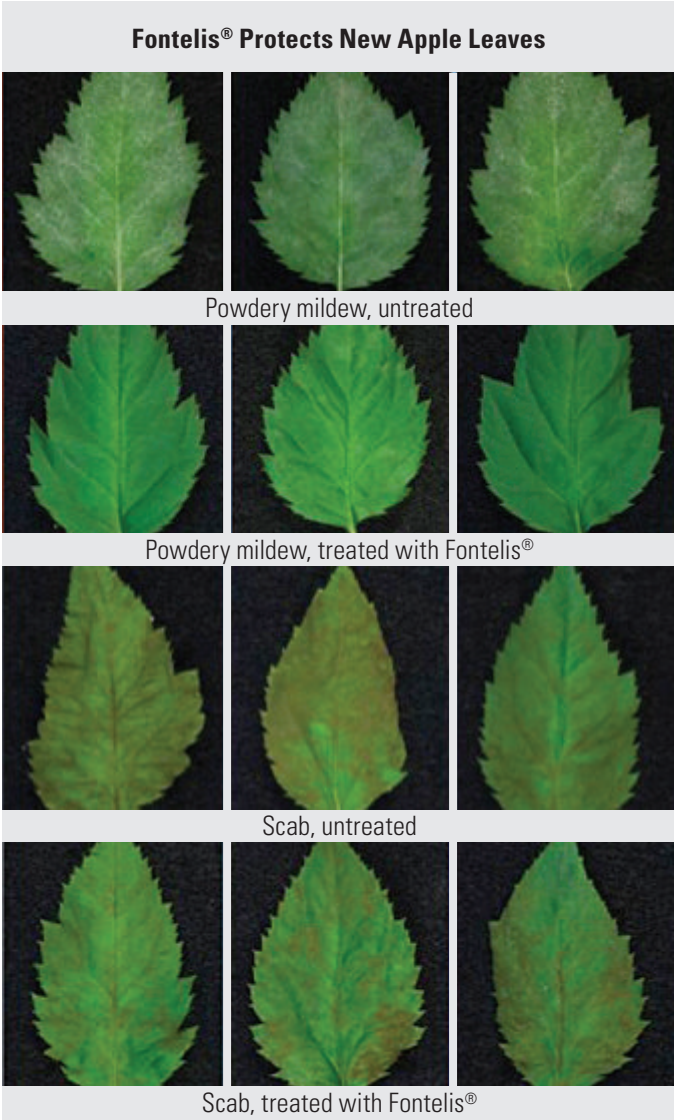 Fontelis® Protects New Apple Leaves
Powdery mildew, untreated
Powdery mildew, treated with Fontelis®
Scab, untreated
Scab, treated with Fontelis®